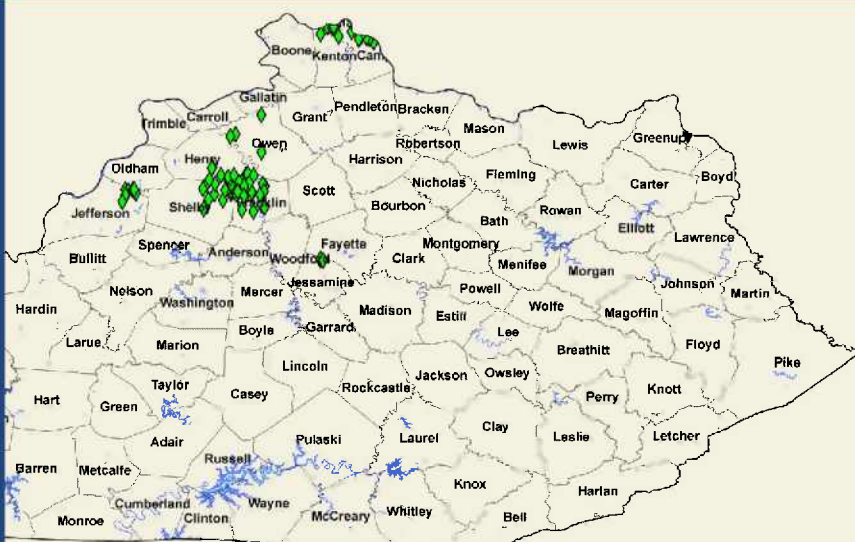 Boone
Kenton
Cam
Gallatin
Trimble
Carroll
Grant
Pendleton
Bracken
Mason
Lewis
Greenup
Owen
Robertson
Henry
Harrison
Fleming
Boyd
Oldham
Carter
Scott
Nicholas
Rowan
Jefferson
Shelby
Franklin
Bourbon
Bath
Elliott
Lawrence
Spencer
Anderson
Fayette
Montgomery
Bullitt
Woodford
Clark
Menifee
Morgan
Jessamine
Powell
Johnson
Martin
Nelson
Washington
Mercer
Hardin
Madison
Estill
Wolfe
Magoffin
Boyle
Garrard
Lee
Larue
Marion
Breathitt
Floyd
Pike
Lincoln
Taylor
Casey
Rockcastle
Jackson
Owsley
Knott
Perry
Hart
Green
Clay
Adair
Pulaski
Laurel
Leslie
Letcher
Barren
Metcalfe
Russell
Knox
Harlan
Cumberland
Wayne
Whitley
Monroe
Clinton
McCreary
Bell